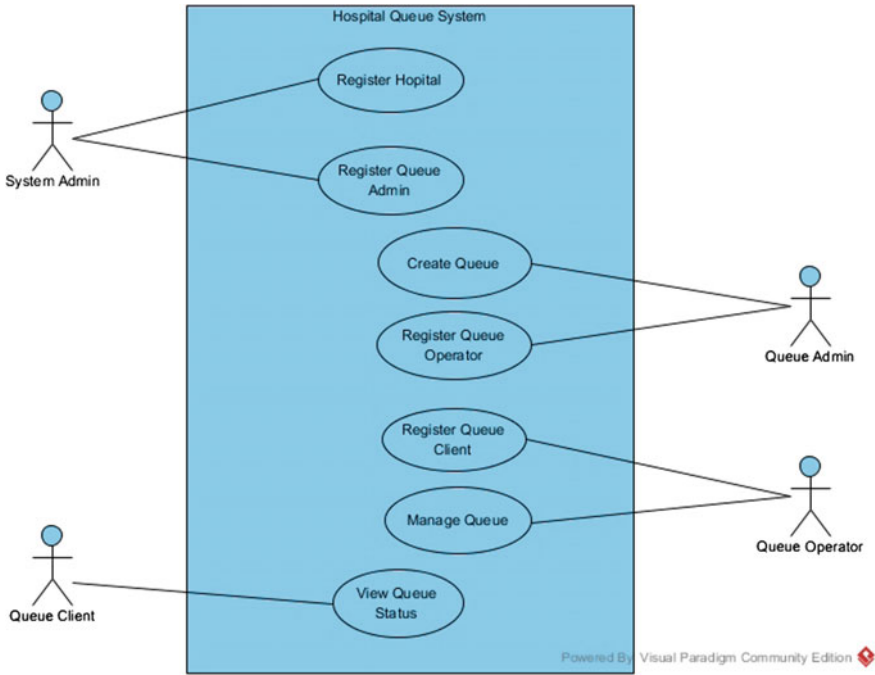 Hospital Queue System
Register Hopital
System Admin
Register Queue
Admin
Create Queue
Register Queue
Operator
Queue Admin
Register Queue
Client
Manage Queue
Queue Operator
View Queue
Status
Queue Client
Powered By Visual Paradigm Community Edition